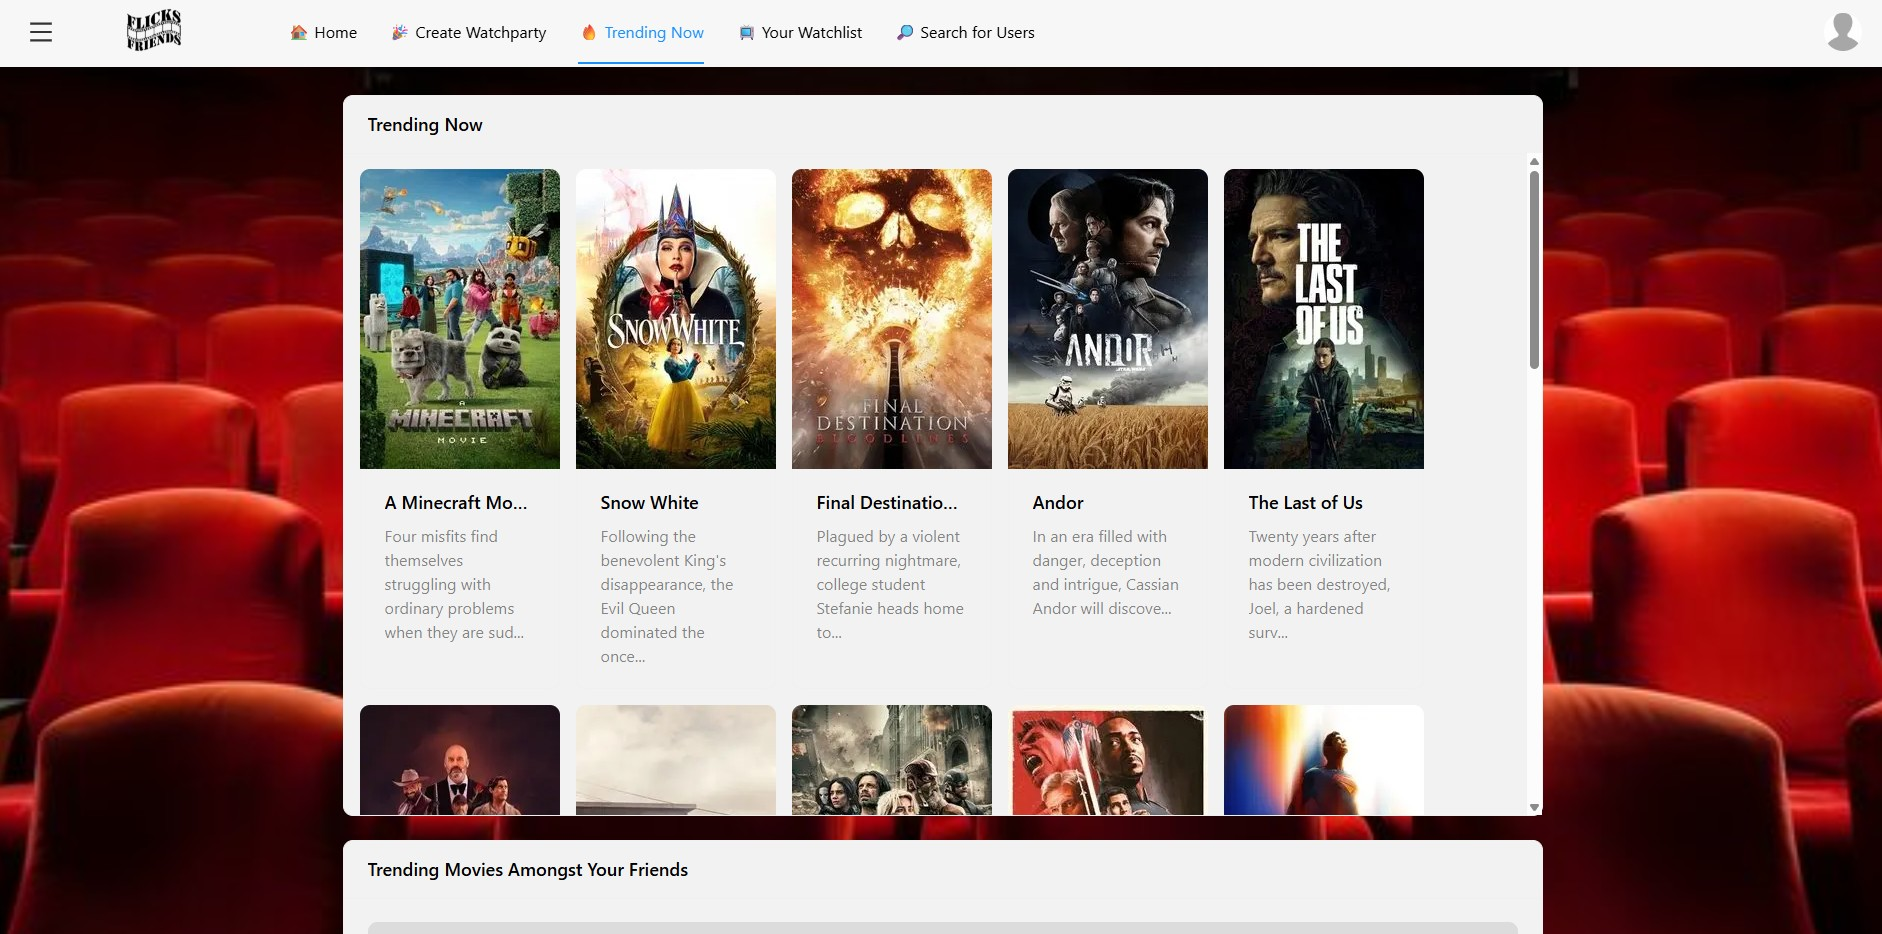 FLICKS
FRIENDS
Home
Create Watchparty
Trending Now
Your Watchlist
Search for Users
Trending Now
A
MINECRAFT
MOVIE
SNOW WHITE
FINAL
DESTINATION
BLOODLINES
ANDOR
STAR WARS
THE
LAST
OF US
A Minecraft Mo...
Four misfits find
themselves
struggling with
ordinary problems
when they are sud...
Snow White
Following the
benevolent King's
disappearance, the
Evil Queen
dominated the
once...
Final Destinatio...
Plagued by a violent
recurring nightmare,
college student
Stefanie heads home
to...
Andor
In an era filled with
danger, deception
and intrigue, Cassian
Andor will discove...
The Last of Us
Twenty years after
modern civilization
has been destroyed,
Joel, a hardened
surv...
Trending Movies Amongst Your Friends